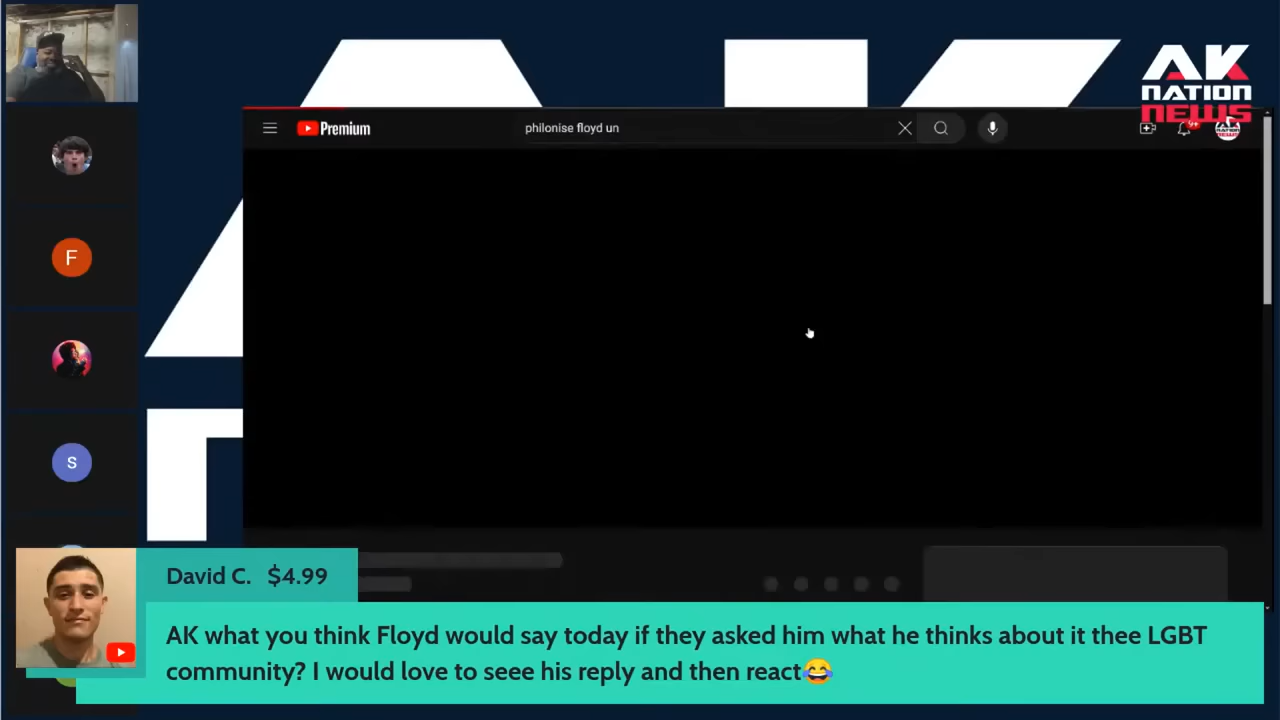 AK
NATION
NEWS
Premium
philonise floyd un
9+
F
S
David C. $4.99
AK what you think Floyd would say today if they asked him what he thinks about it thee LGBT
community? I would love to seee his reply and then react😂